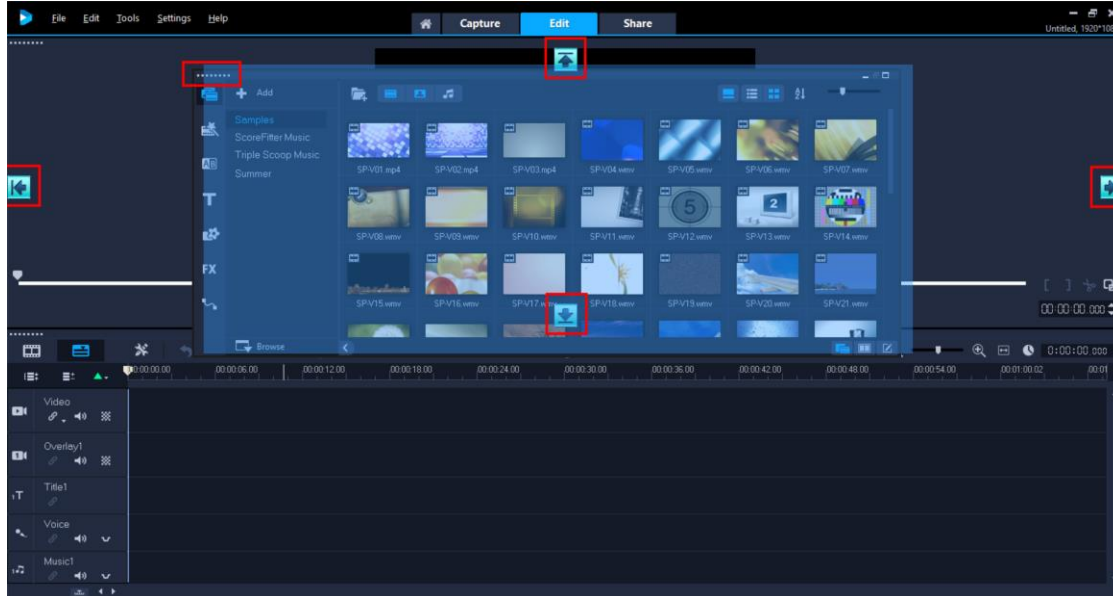 File Edit Tools Settings Help
Capture Edit Share
Untitled, 1920*108
Add
Samples
ScoreFitter Music
Triple Scoop Music
Summer
SP-V01.mp4 SP-V02.mp4 SP-V03.mp4 SP-V04.wmv SP-V05.wmv SP-V06.wmv SP-V07.wmv
AB
T
5 2
SP-V08.wmv SP-V09.wmv SP-V10.wmv SP-V11.wmv SP-V12.wmv SP-V13.wmv SP-V14.wmv
FX
SP-V15.wmv SP-V16.wmv SP-V17.w SP-V18.wmv SP-V19.wmv SP-V20.wmv SP-V21.wmv
00:00:00.000
Browse
0:00:00.000
0:00:00.00 00:00:06.00 00:00:12.00 00:00:18.00 00:00:24.00 00:00:30.00 00:00:36.00 00:00:42.00 00:00:48.00 00:00:54.00 00:01:00.02 00:01
Video
Overlay1
Title1
Voice
Music1